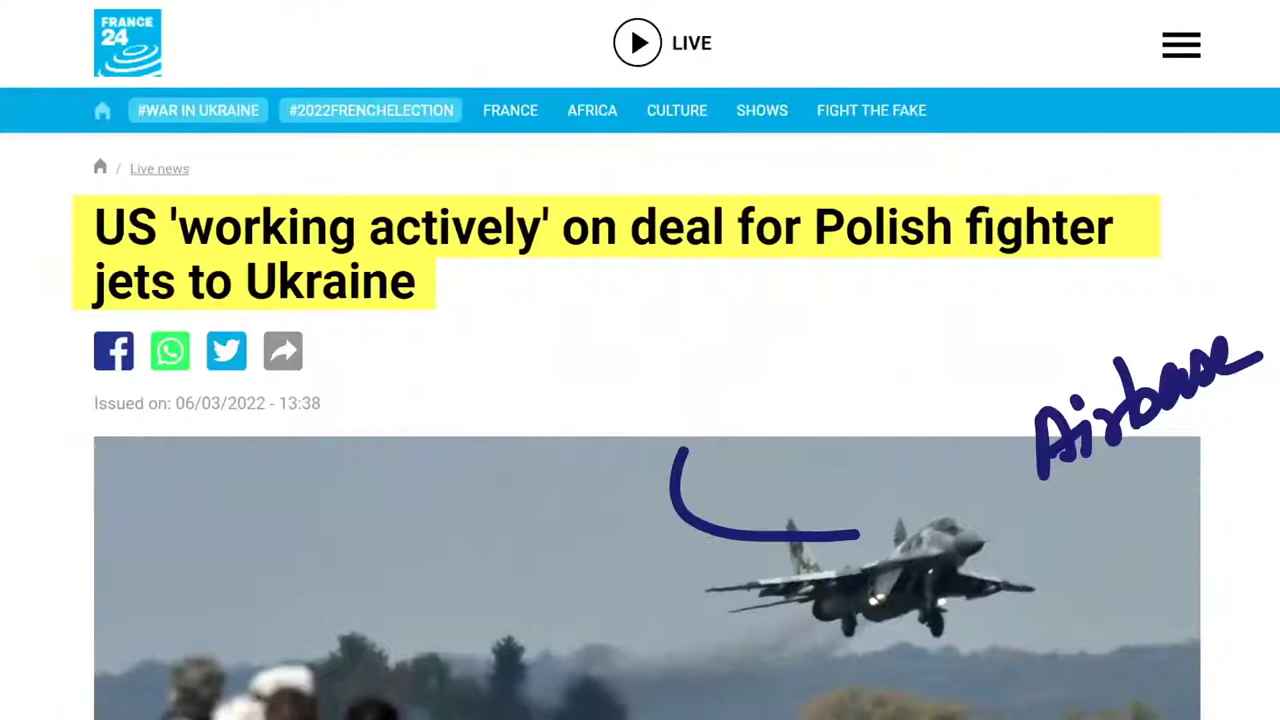 FRANCE
24
LIVE
#WAR IN UKRAINE #2022FRENCHELECTION FRANCE AFRICA CULTURE SHOWS FIGHT THE FAKE
/ Live news
US 'working actively' on deal for Polish fighter
jets to Ukraine
Issued on: 06/03/2022 - 13:38
Airbase